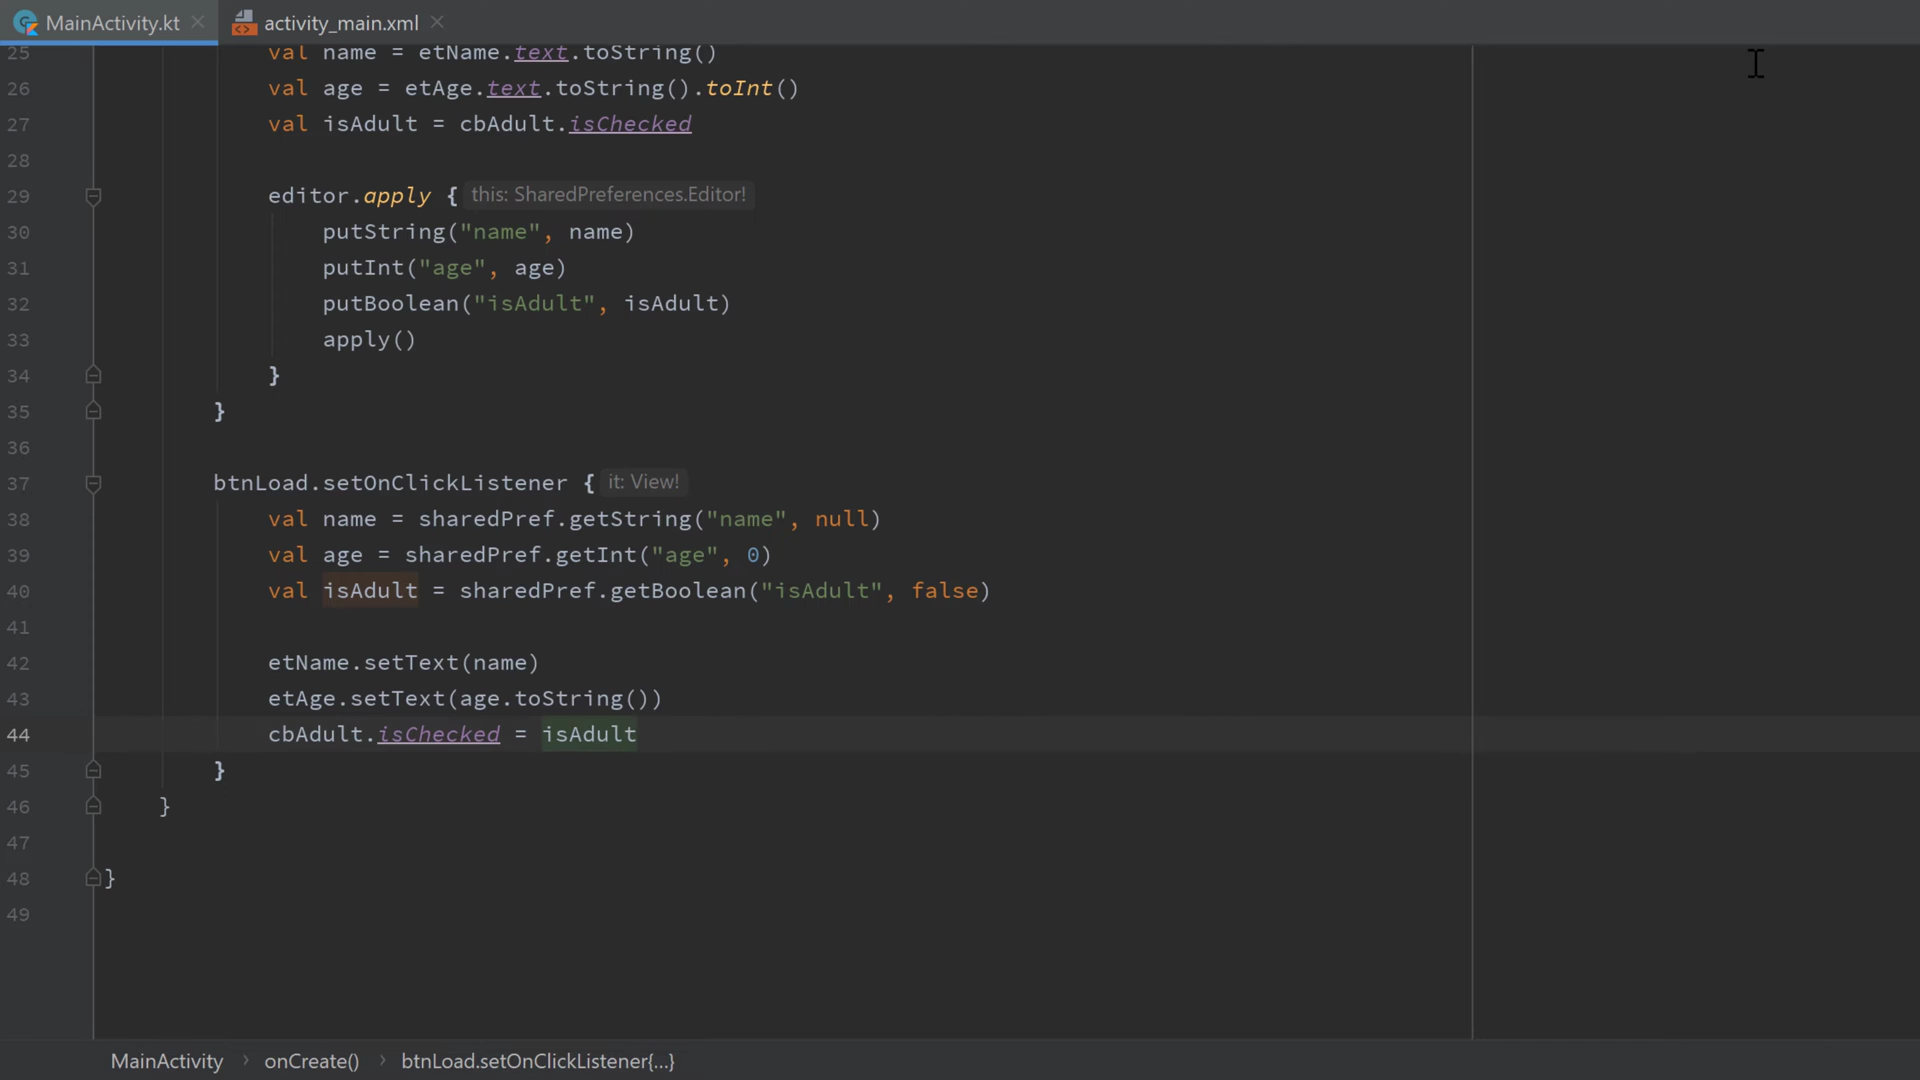 MainActivity.kt
activity_main.xml
25 val name = etName.text.toString()
26 val age = etAge.text.toString().toInt()
27 val isAdult = cbAdult.isChecked
28
29 editor.apply { this: SharedPreferences.Editor!
30 putString("name", name)
31 putInt("age", age)
32 putBoolean("isAdult", isAdult)
33 apply()
34 }
35 }
36
37 btnLoad.setOnClickListener { it: View!
38 val name = sharedPref.getString("name", null)
39 val age = sharedPref.getInt("age", 0)
40 val isAdult = sharedPref.getBoolean("isAdult", false)
41
42 etName.setText(name)
43 etAge.setText(age.toString())
44 cbAdult.isChecked = isAdult
45 }
46 }
47
48 }
49
MainActivity › onCreate() › btnLoad.setOnClickListener{...}